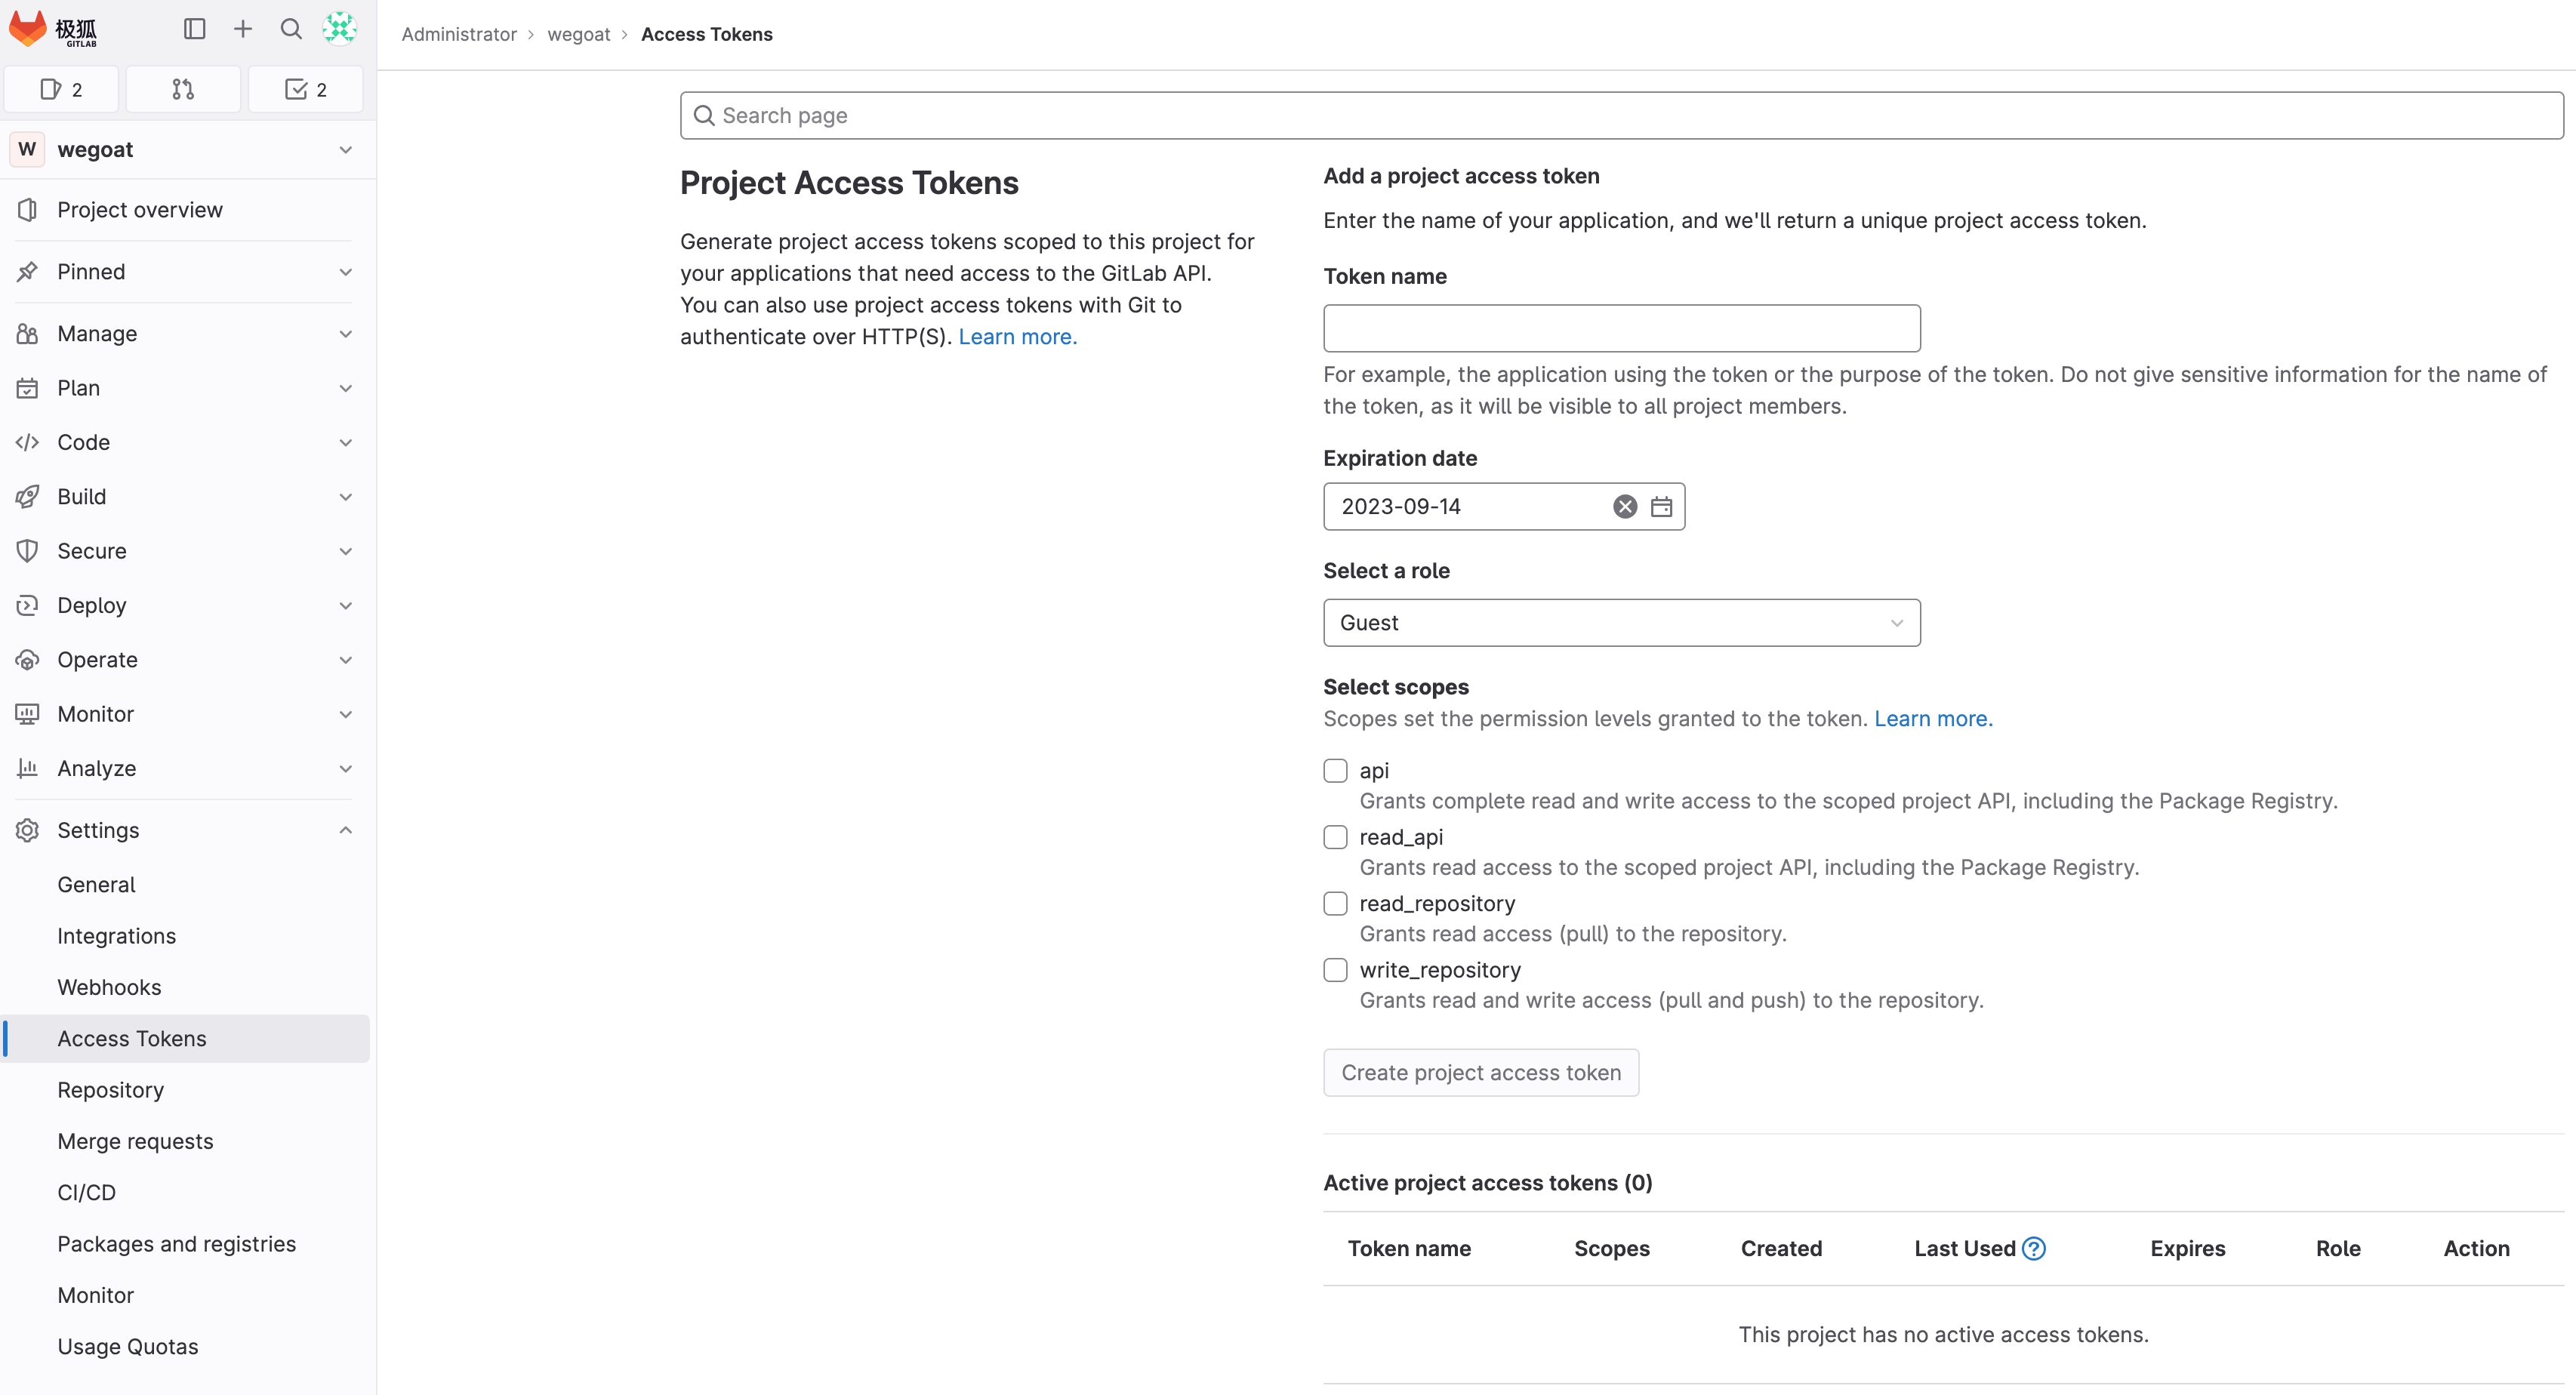 极狐
GITLAB
2
2
W wegoat
Project overview
Pinned
Manage
Plan
Code
Build
Secure
Deploy
Operate
Monitor
Analyze
Settings
General
Integrations
Webhooks
Access Tokens
Repository
Merge requests
CI/CD
Packages and registries
Monitor
Usage Quotas
Administrator › wegoat › Access Tokens
Search page
Project Access Tokens
Generate project access tokens scoped to this project for
your applications that need access to the GitLab API.
You can also use project access tokens with Git to
authenticate over HTTP(S). Learn more.
Add a project access token
Enter the name of your application, and we'll return a unique project access token.
Token name
For example, the application using the token or the purpose of the token. Do not give sensitive information for the name of
the token, as it will be visible to all project members.
Expiration date
2023-09-14
Select a role
Guest
Select scopes
Scopes set the permission levels granted to the token. Learn more.
api
Grants complete read and write access to the scoped project API, including the Package Registry.
read_api
Grants read access to the scoped project API, including the Package Registry.
read_repository
Grants read access (pull) to the repository.
write_repository
Grants read and write access (pull and push) to the repository.
Create project access token
Active project access tokens (0)
Token name Scopes Created Last Used ? Expires Role Action
This project has no active access tokens.